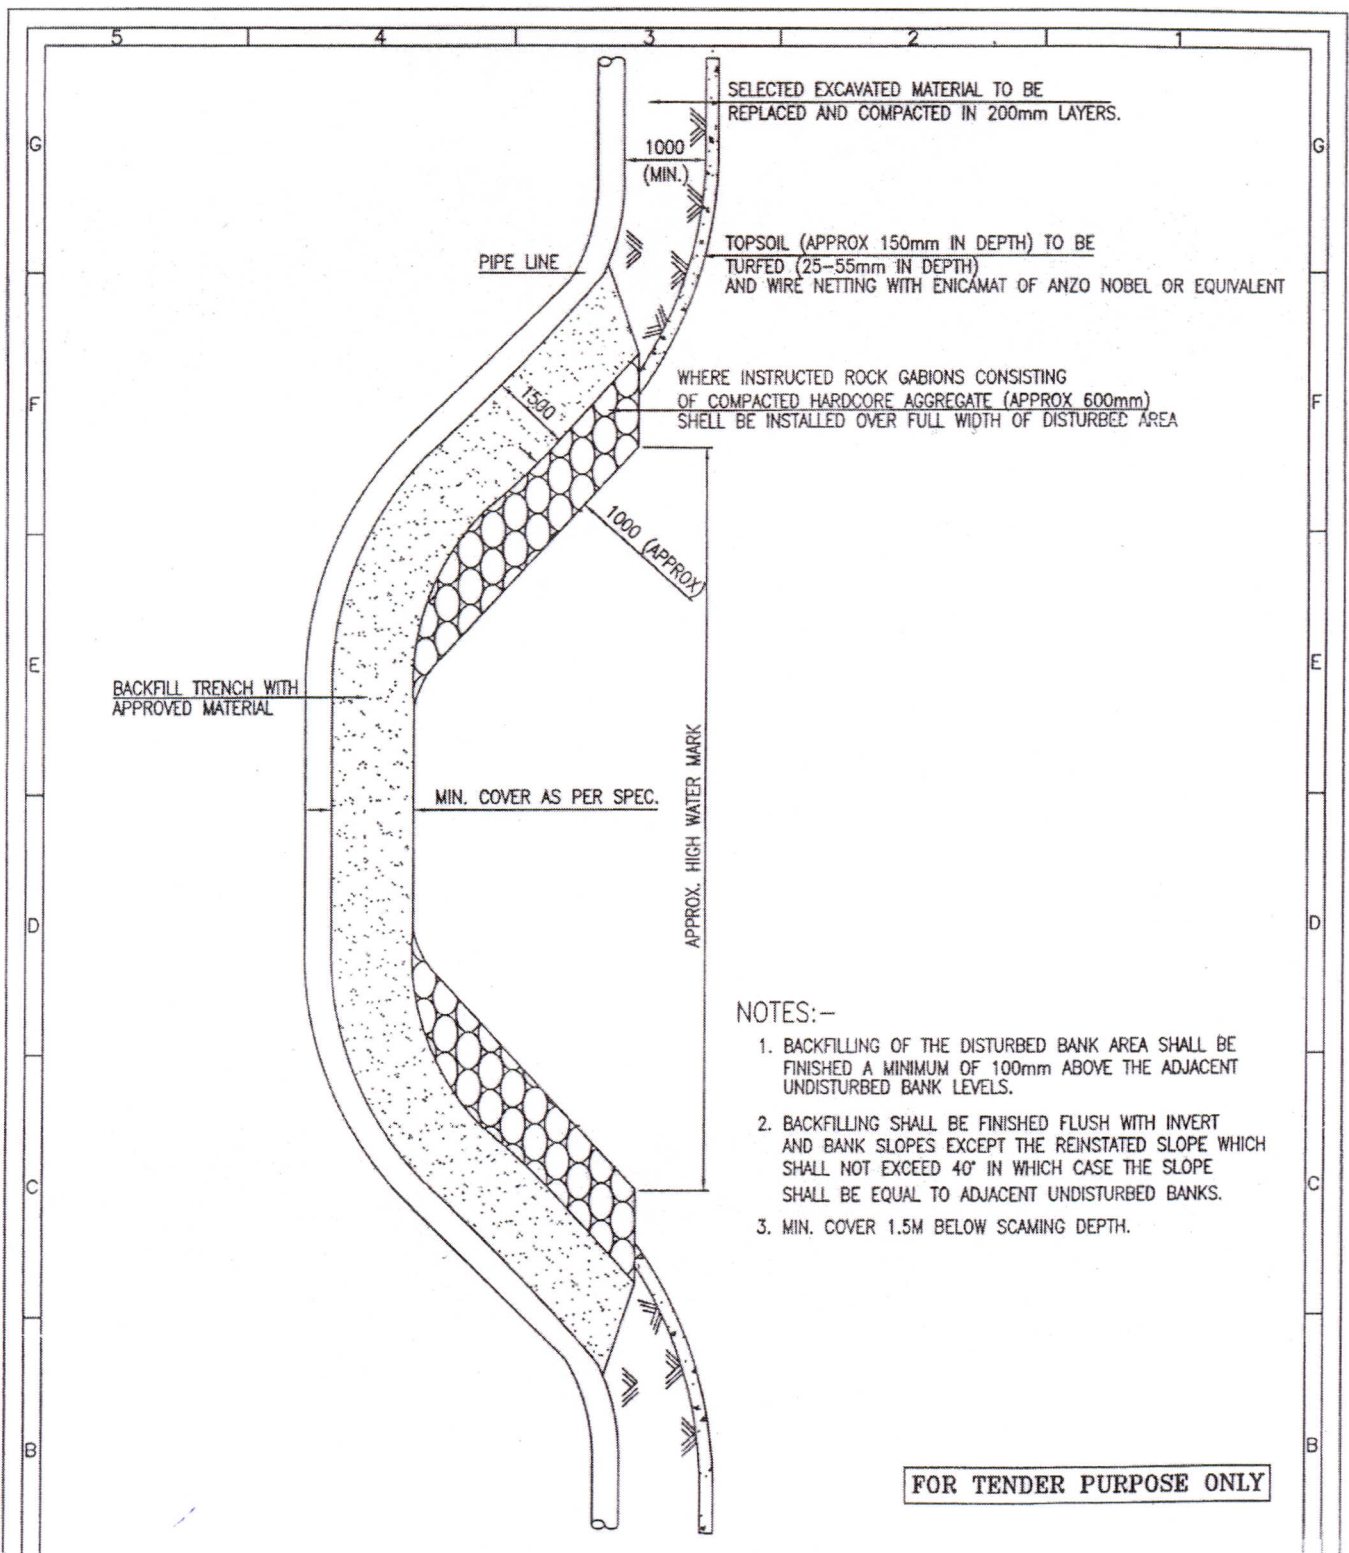 5 4 3 2 1
SELECTED EXCAVATED MATERIAL TO BE
REPLACED AND COMPACTED IN 200mm LAYERS.
G G
1000
(MIN.)
TOPSOIL (APPROX 150mm IN DEPTH) TO BE
TURFED (25-55mm IN DEPTH)
AND WIRE NETTING WITH ENICAMAT OF ANZO NOBEL OR EQUIVALENT
PIPE LINE
WHERE INSTRUCTED ROCK GABIONS CONSISTING
OF COMPACTED HARDCORE AGGREGATE (APPROX 600mm)
SHELL BE INSTALLED OVER FULL WIDTH OF DISTURBED AREA
F F
1500
1000 (APPROX)
E E
BACKFILL TRENCH WITH
APPROVED MATERIAL
MIN. COVER AS PER SPEC.
APPROX. HIGH WATER MARK
D D
NOTES:-
1. BACKFILLING OF THE DISTURBED BANK AREA SHALL BE
FINISHED A MINIMUM OF 100mm ABOVE THE ADJACENT
UNDISTURBED BANK LEVELS.
2. BACKFILLING SHALL BE FINISHED FLUSH WITH INVERT
AND BANK SLOPES EXCEPT THE REINSTATED SLOPE WHICH
SHALL NOT EXCEED 40° IN WHICH CASE THE SLOPE
SHALL BE EQUAL TO ADJACENT UNDISTURBED BANKS.
C C
3. MIN. COVER 1.5M BELOW SCAMING DEPTH.
B B
FOR TENDER PURPOSE ONLY